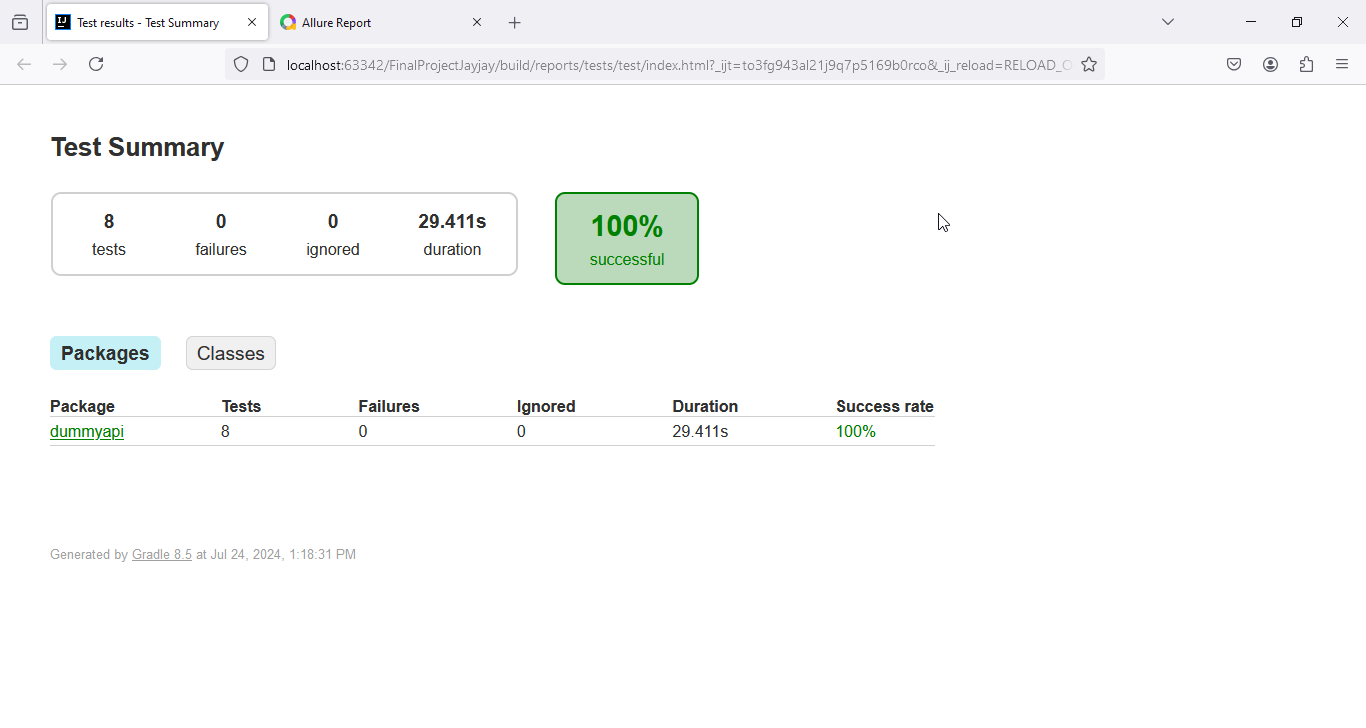 Test results - Test Summary
Allure Report
localhost:63342/FinalProjectJayjay/build/reports/tests/test/index.html?_ijt=to3fg943al21j9q7p5169b0rco&_ij_reload=RELOAD_O
Test Summary
8 0 0 29.411s 100%
tests failures ignored duration successful
Packages Classes
Package Tests Failures Ignored Duration Success rate
dummyapi 8 0 0 29.411s 100%
Generated by Gradle 8.5 at Jul 24, 2024, 1:18:31 PM